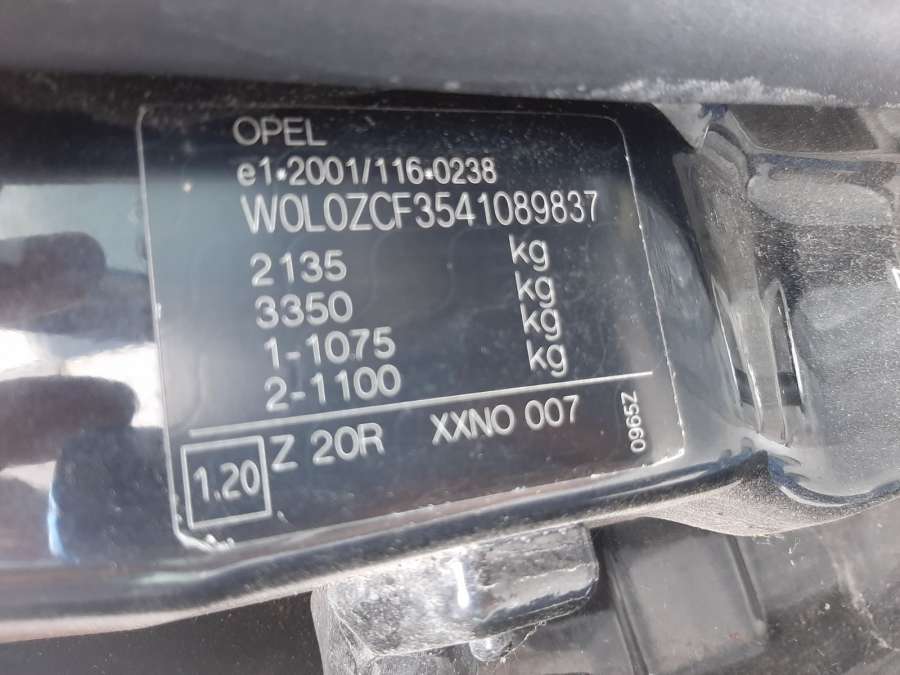 OPEL
e1*2001/116*0238
W0L0ZCF3541089837
2135 kg
3350 kg
1-1075 kg
2-1100 kg
1.20 Z 20R XXNO 007 0965Z